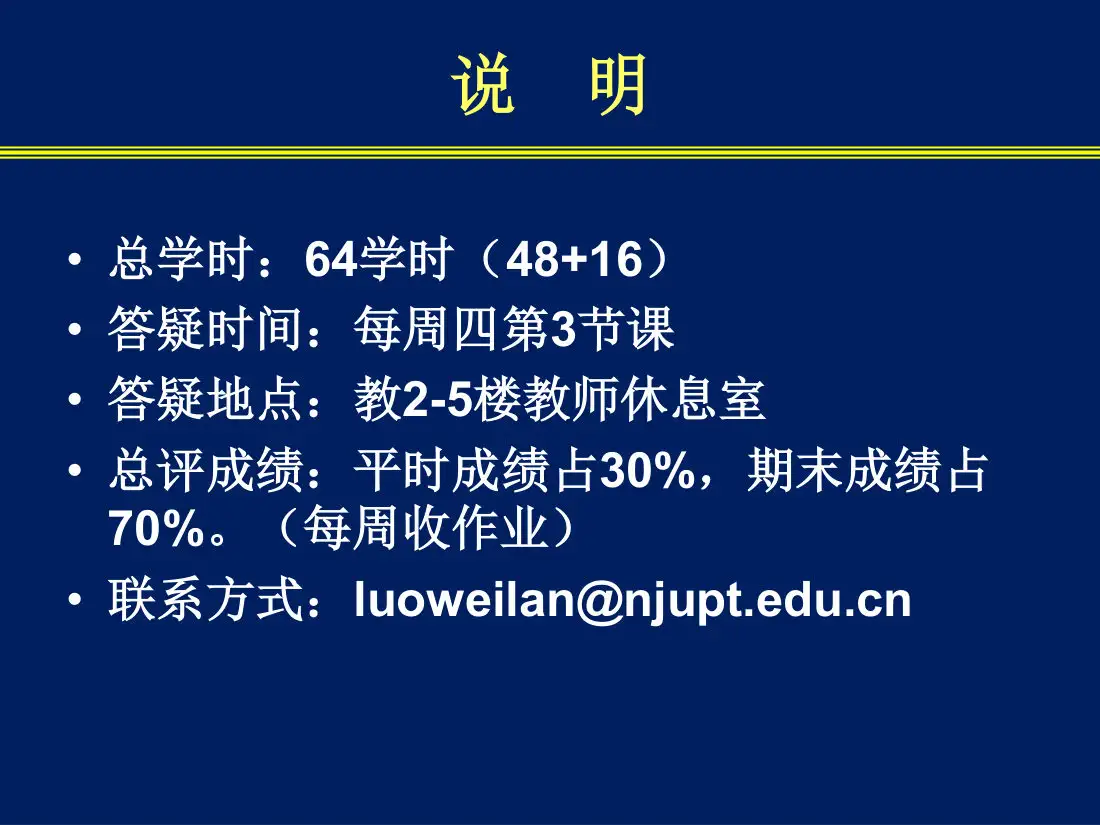 说 明
• 总学时：64学时（48+16）
• 答疑时间：每周四第3节课
• 答疑地点：教2-5楼教师休息室
• 总评成绩：平时成绩占30%，期末成绩占
70%。（每周收作业）
• 联系方式：luoweilan@njupt.edu.cn